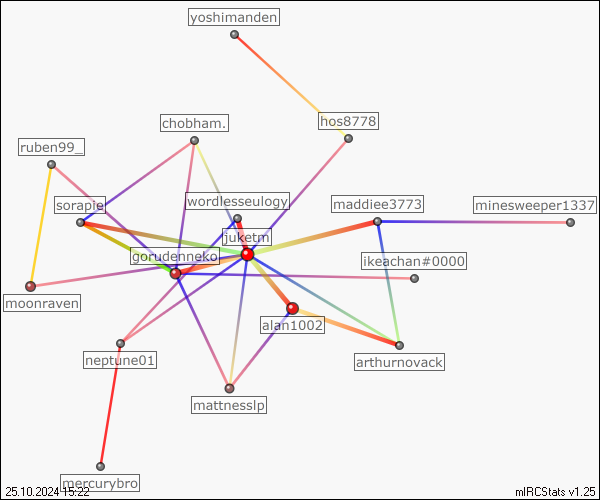 yoshimanden
chobham.
hos8778
ruben99_
sorapie
wordlesseulogy
maddiee3773
minesweeper1337
juketm
gorudenneko
ikeachan#0000
moonraven
alan1002
neptune01
arthurnovack
mattnesslp
mercurybro
25.10.2024 15:22
mIRCStats v1.25